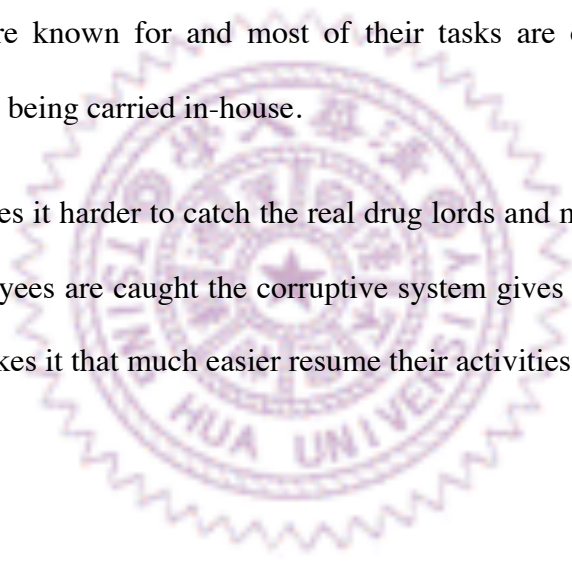 re known for and most of their tasks are
being carried in-house.
es it harder to catch the real drug lords and
yees are caught the corruptive system gives
kes it that much easier resume their activities
TSING HUA UNIVERSI